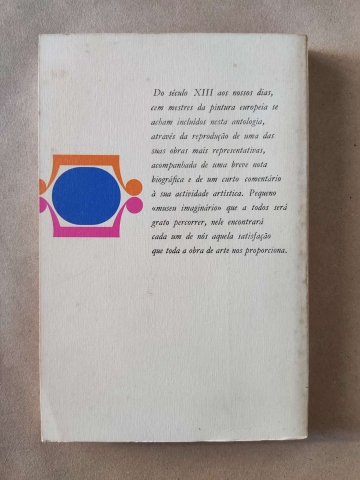 Do século XIII aos nossos dias,
cem mestres da pintura europeia se
acham incluídos nesta antologia,
através da reprodução de uma das
suas obras mais representativas,
acompanhada de uma breve nota
biográfica e de um curto comentário
à sua actividade artística. Pequeno
«museu imaginário» que a todos será
grato percorrer, nele encontrará
cada um de nós aquela satisfação
que toda a obra de arte nos proporciona.